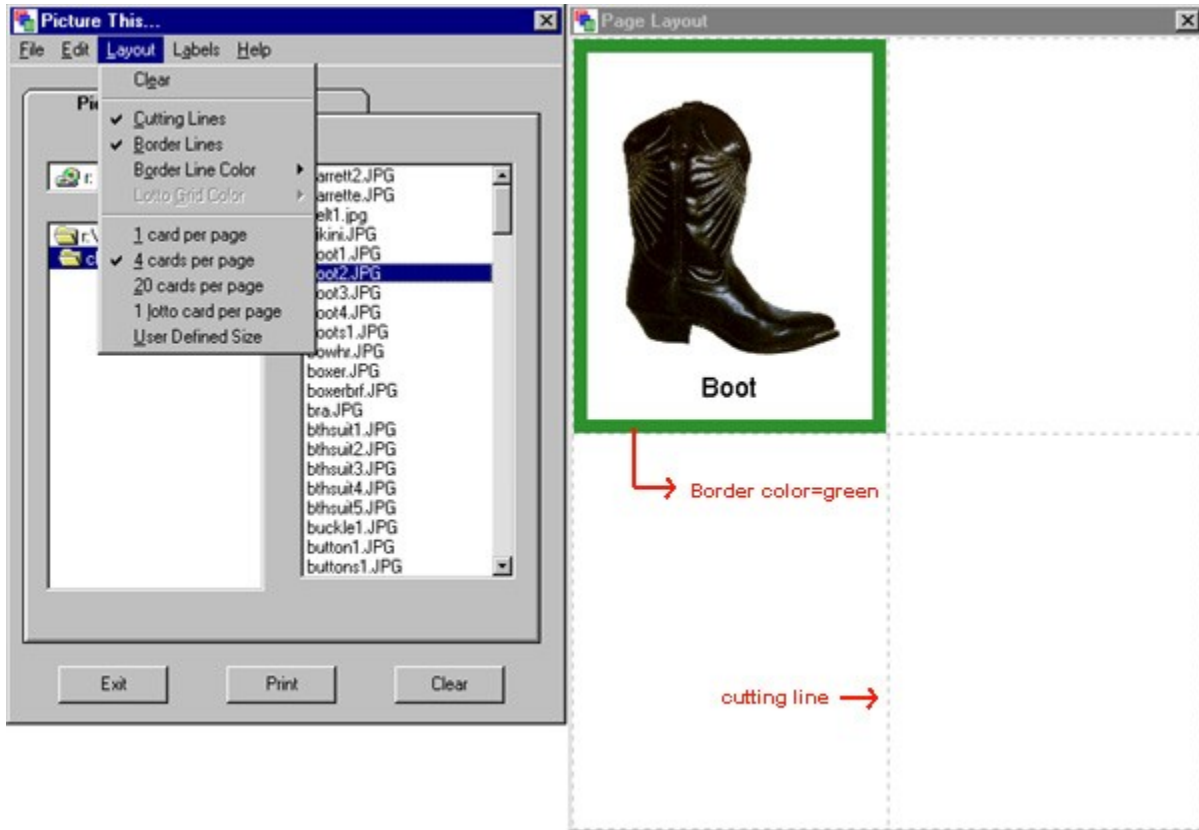 Picture This...
File Edit Layout Labels Help
Clear
Cutting Lines
Border Lines
Border Line Color
Lotto Grid Color
1 card per page
4 cards per page
20 cards per page
1 lotto card per page
User Defined Size
r:
r:\
arrett2.JPG
arrette.JPG
elt1.jpg
ikini.JPG
oot1.JPG
oot2.JPG
oot3.JPG
oot4.JPG
oots1.JPG
bowhr.JPG
boxer.JPG
boxerbrf.JPG
bra.JPG
bthsuit1.JPG
bthsuit2.JPG
bthsuit3.JPG
bthsuit4.JPG
bthsuit5.JPG
buckle1.JPG
button1.JPG
buttons1.JPG
Exit Print Clear
Page Layout
Boot
Border color=green
cutting line